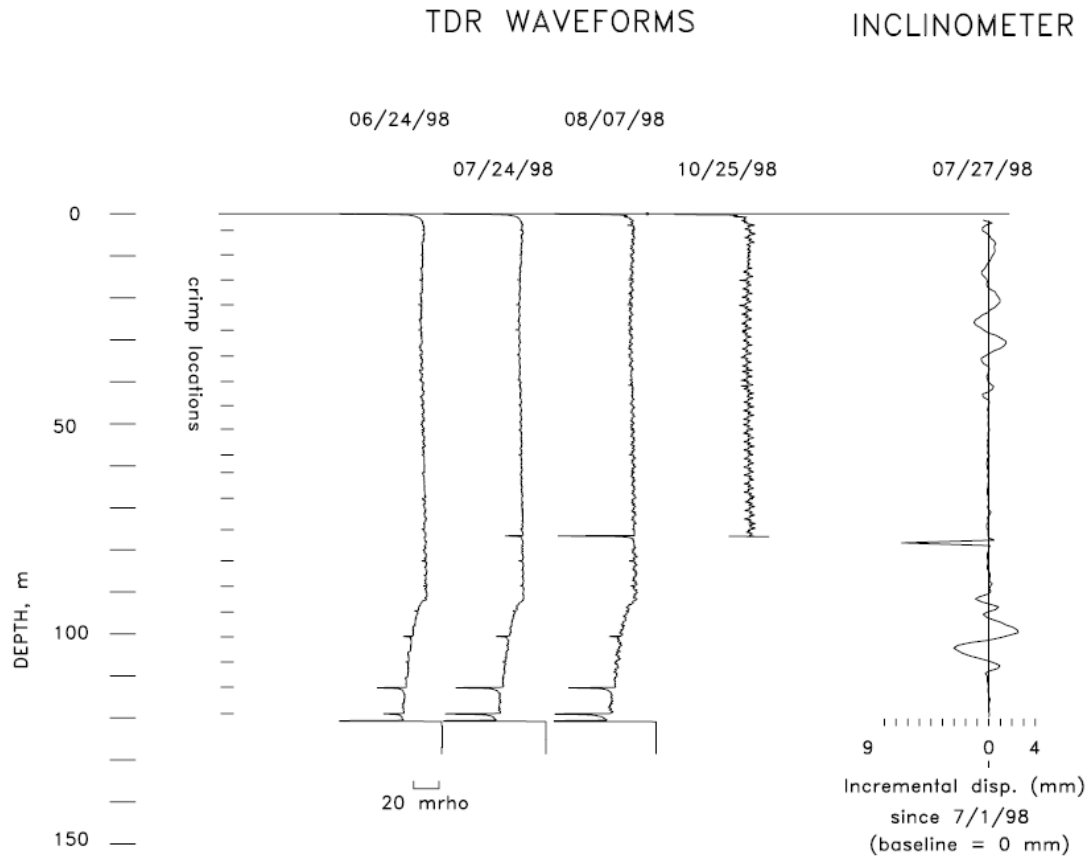 TDR WAVEFORMS
INCLINOMETER
06/24/98
08/07/98
07/24/98
10/25/98
07/27/98
0
crimp locations
50
DEPTH, m
100
9 0 4
20 mrho
Incremental disp. (mm)
since 7/1/98
(baseline = 0 mm)
150